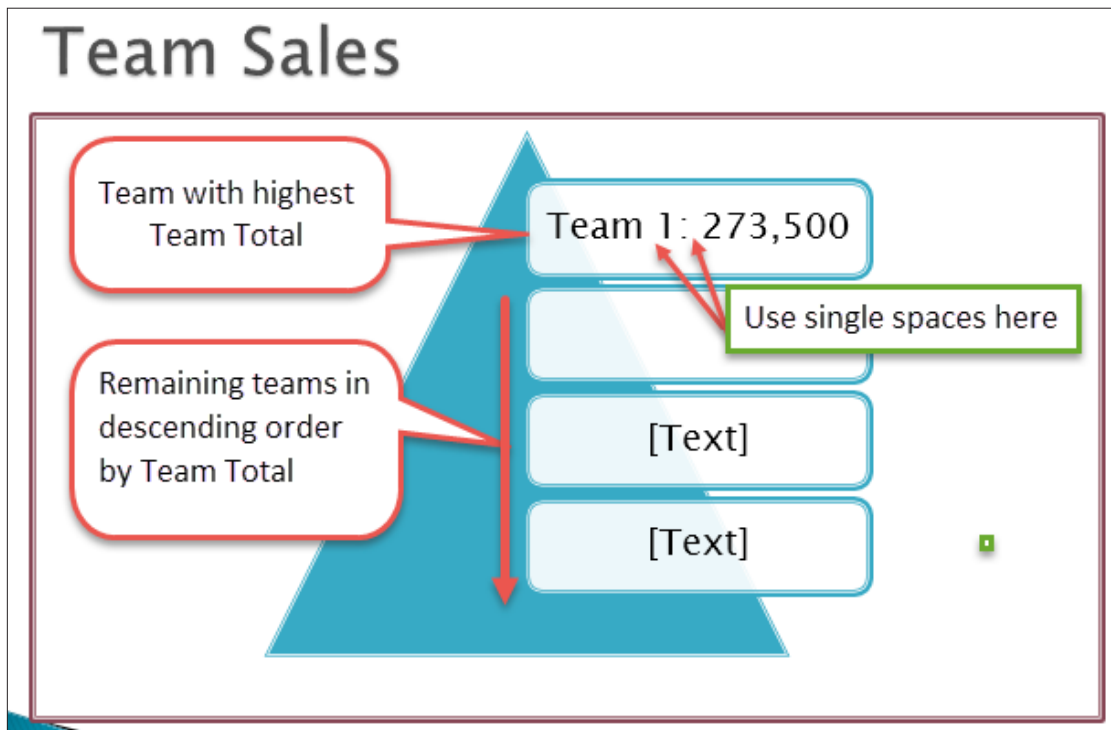 Team Sales
Team with highest
Team Total
Team 1: 273,500
Use single spaces here
Remaining teams in
descending order
by Team Total
[Text]
[Text]